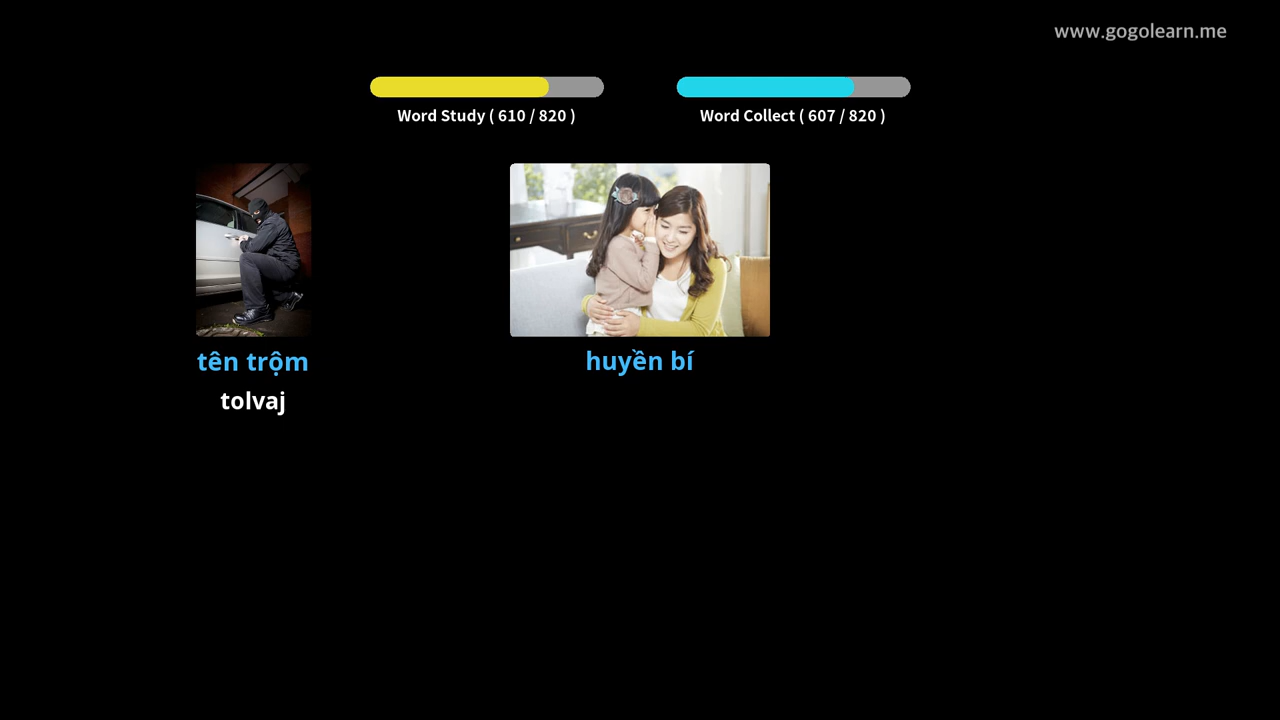 www.gogolearn.me
Word Study ( 610 / 820 )
Word Collect ( 607 / 820 )
tên trộm
tolvaj
huyền bí